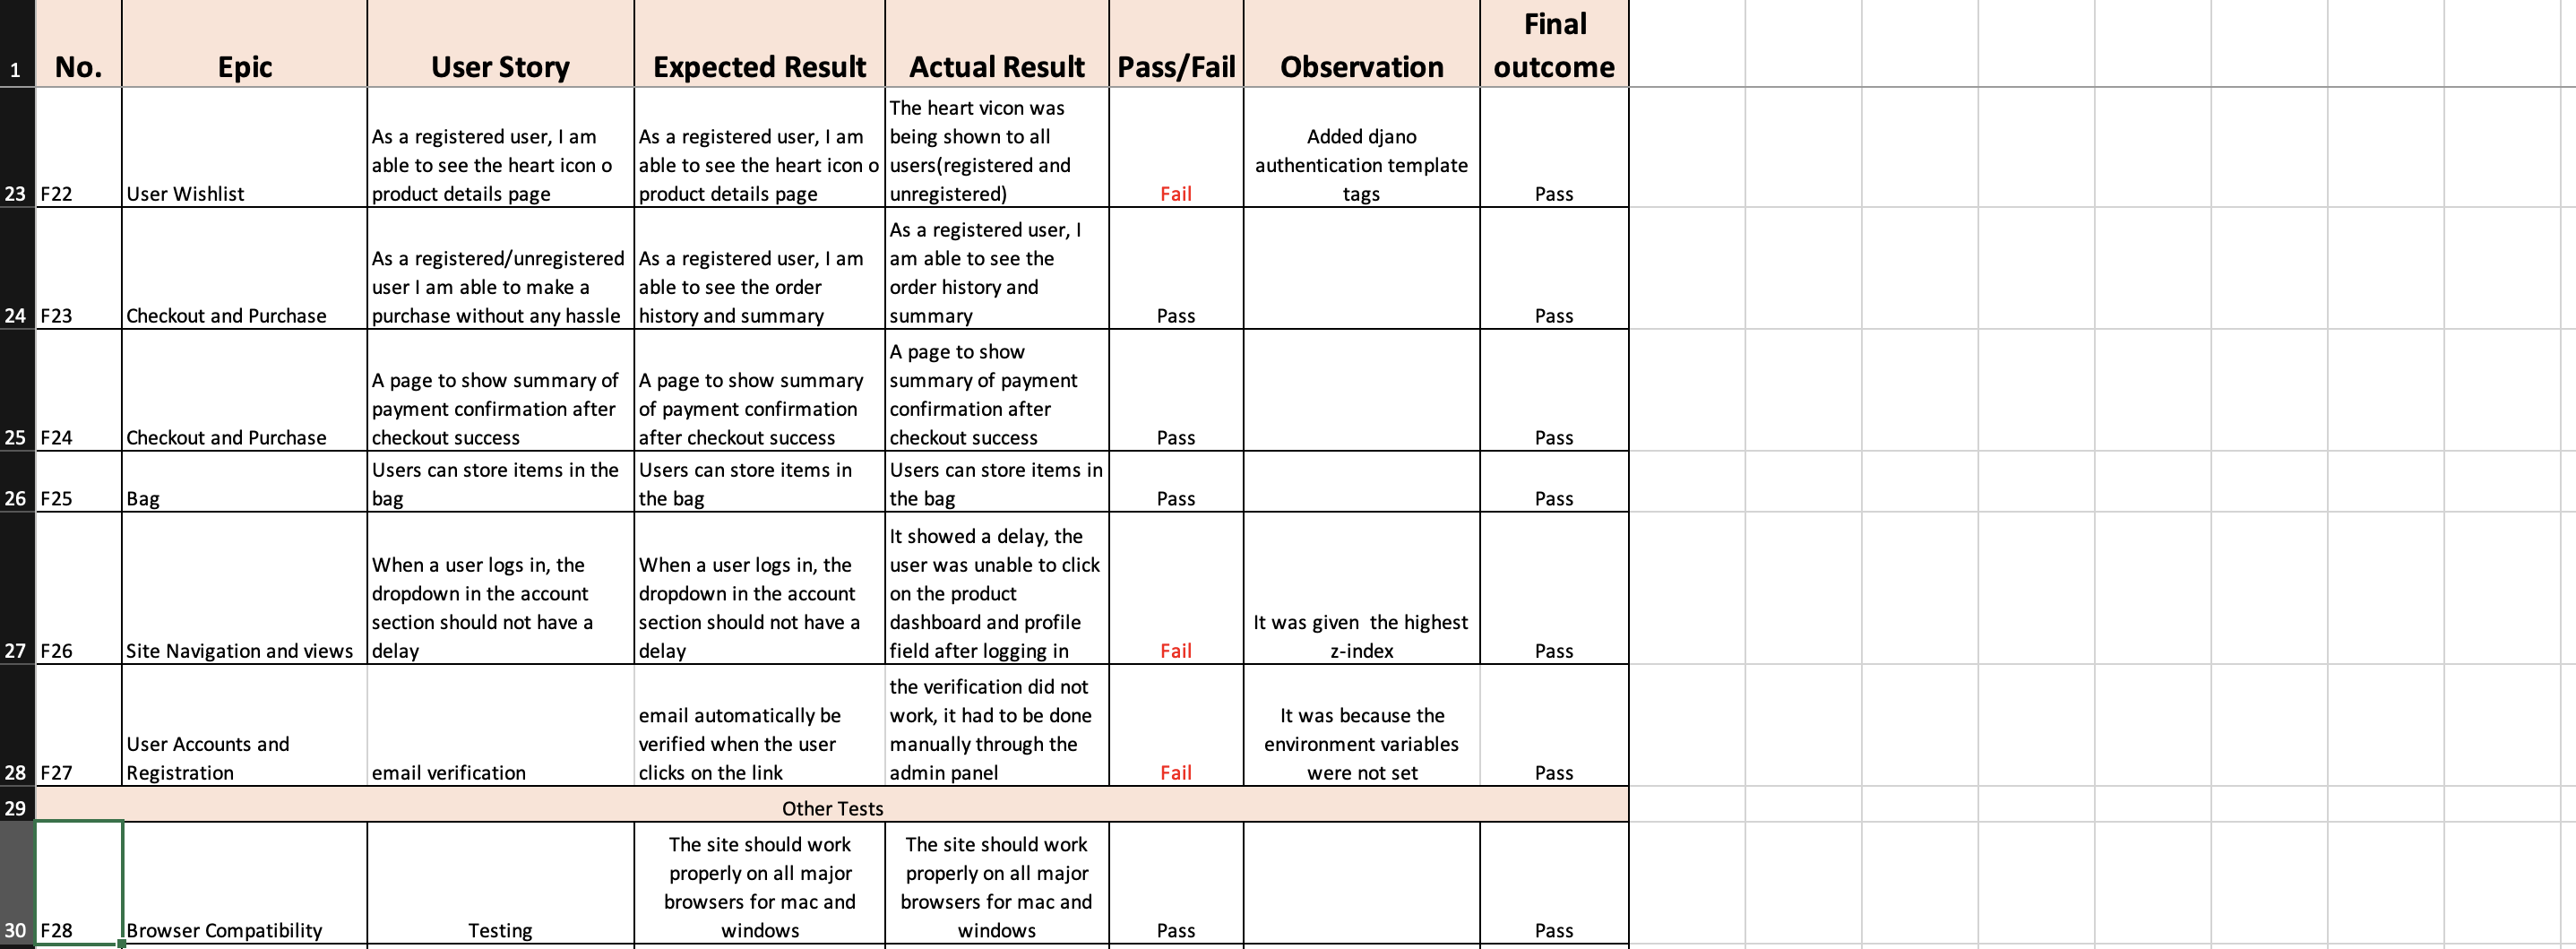 1 No. Epic User Story Expected Result Actual Result Pass/Fail Observation Final
outcome
The heart vicon was
being shown to all
users(registered and
unregistered)
As a registered user, I am
able to see the heart icon o
product details page
As a registered user, I am
able to see the heart icon o
product details page
Added djano
authentication template
tags
23 F22 User Wishlist Fail Pass
As a registered/unregistered
user I am able to make a
purchase without any hassle
As a registered user, I am
able to see the order
history and summary
As a registered user, I
am able to see the
order history and
summary
24 F23 Checkout and Purchase Pass Pass
A page to show summary of
payment confirmation after
checkout success
A page to show summary
of payment confirmation
after checkout success
A page to show
summary of payment
confirmation after
checkout success
25 F24 Checkout and Purchase Pass Pass
Users can store items in the
bag
Users can store items in
the bag
Users can store items in
the bag
26 F25 Bag Pass Pass
When a user logs in, the
dropdown in the account
section should not have a
delay
When a user logs in, the
dropdown in the account
section should not have a
delay
It showed a delay, the
user was unable to click
on the product
dashboard and profile
field after logging in
It was given  the highest
z-index
27 F26 Site Navigation and views Fail Pass
User Accounts and
Registration
email verification
email automatically be
verified when the user
clicks on the link
the verification did not
work, it had to be done
manually through the
admin panel
It was because the
environment variables
were not set
28 F27 Fail Pass
29 Other Tests
The site should work
properly on all major
browsers for mac and
windows
The site should work
properly on all major
browsers for mac and
windows
30 F28 Browser Compatibility Testing Pass Pass